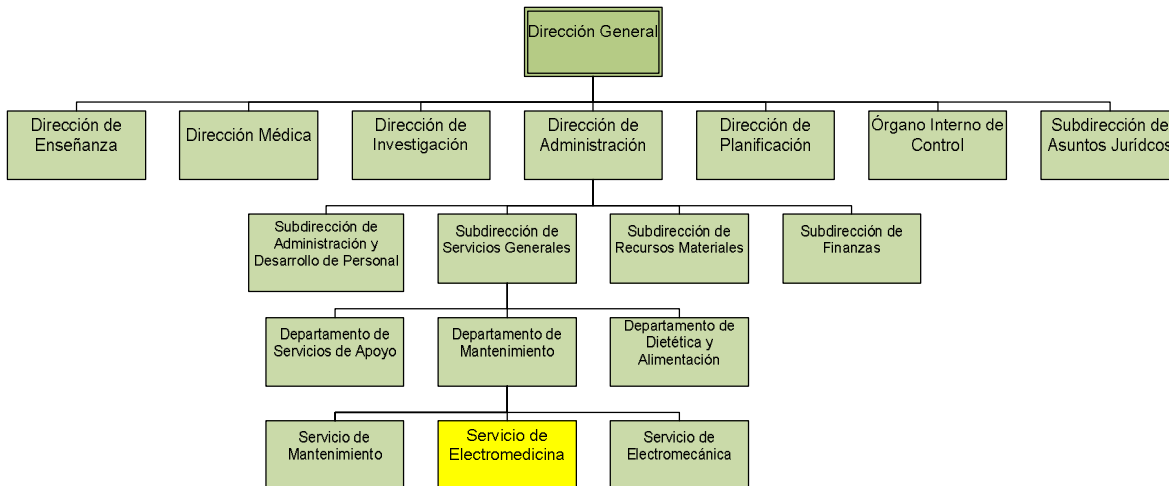 Dirección General
Dirección de
Enseñanza
Dirección Médica
Dirección de
Investigación
Dirección de
Administración
Dirección de
Planificación
Órgano Interno de
Control
Subdirección de
Asuntos Jurídcos
Subdirección de
Administración y
Desarrollo de Personal
Subdirección de
Servicios Generales
Subdirección de
Recursos Materiales
Subdirección de
Finanzas
Departamento de
Servicios de Apoyo
Departamento de
Mantenimiento
Departamento de
Dietética y
Alimentación
Servicio de
Mantenimiento
Servicio de
Electromedicina
Servicio de
Electromecánica